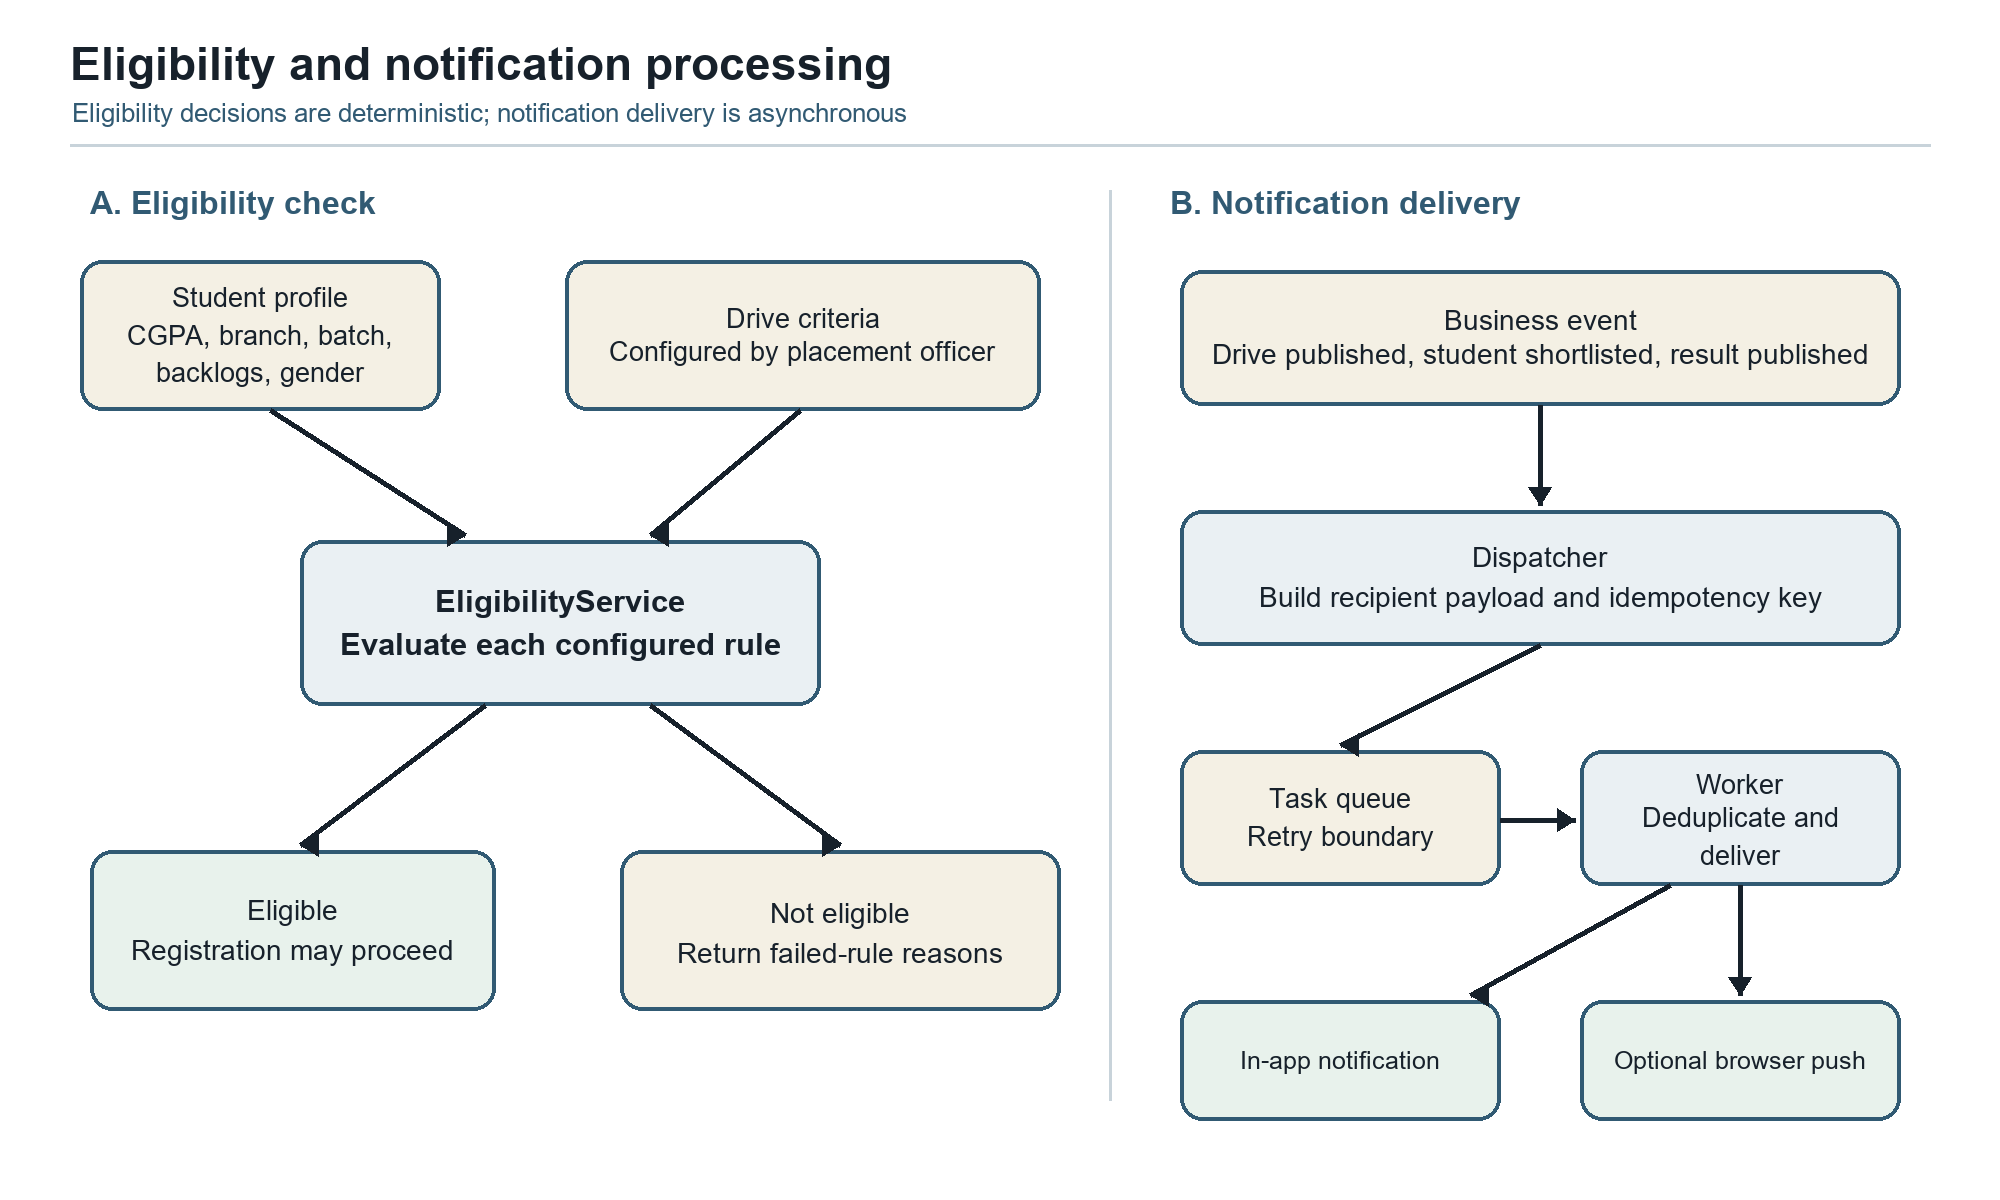 Eligibility and notification processing
Eligibility decisions are deterministic; notification delivery is asynchronous
A. Eligibility check
Student profile
CGPA, branch, batch,
backlogs, gender
Drive criteria
Configured by placement officer
EligibilityService
Evaluate each configured rule
Eligible
Registration may proceed
Not eligible
Return failed-rule reasons
B. Notification delivery
Business event
Drive published, student shortlisted, result published
Dispatcher
Build recipient payload and idempotency key
Task queue
Retry boundary
Worker
Deduplicate and
deliver
In-app notification
Optional browser push